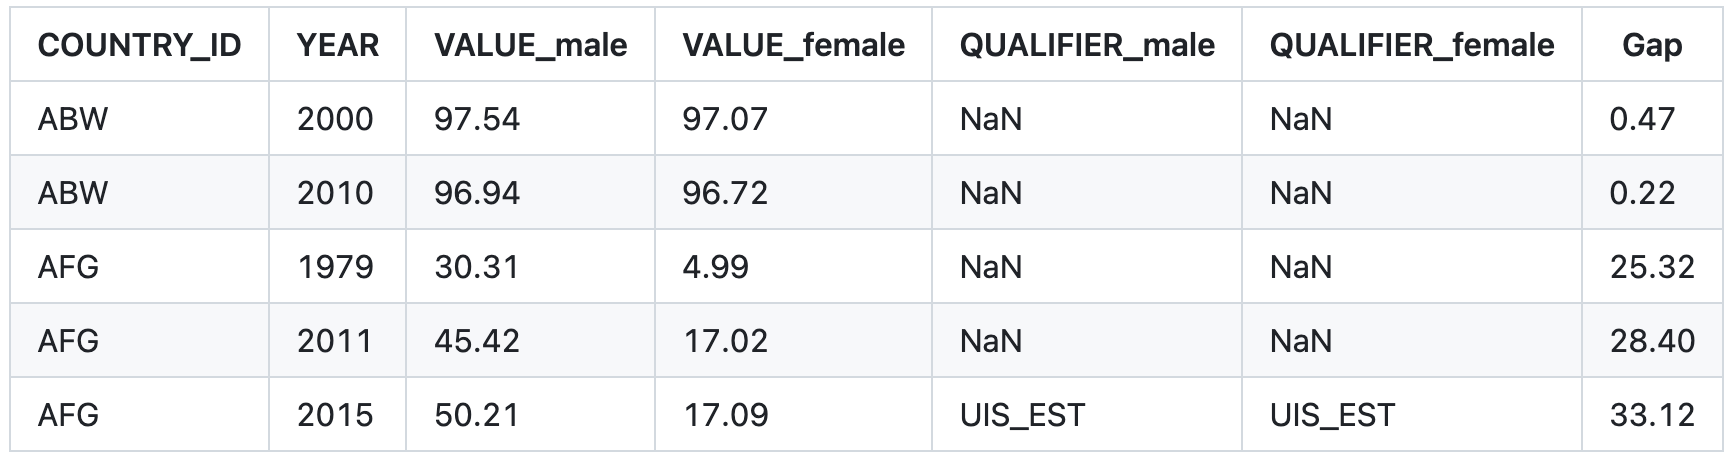 COUNTRY_ID YEAR VALUE_male VALUE_female QUALIFIER_male QUALIFIER_female Gap
ABW 2000 97.54 97.07 NaN NaN 0.47
ABW 2010 96.94 96.72 NaN NaN 0.22
AFG 1979 30.31 4.99 NaN NaN 25.32
AFG 2011 45.42 17.02 NaN NaN 28.40
AFG 2015 50.21 17.09 UIS_EST UIS_EST 33.12